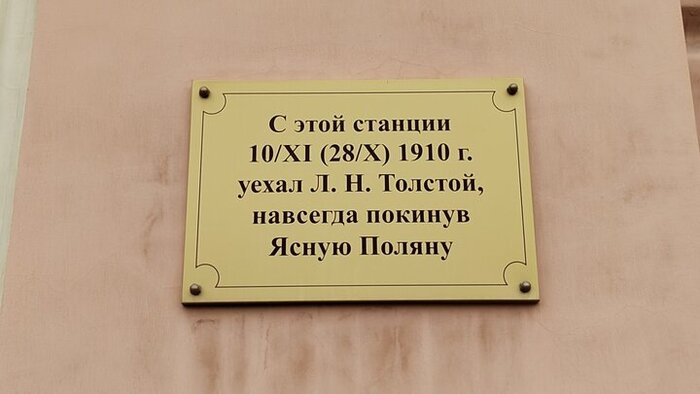 С этой станции
10/XI (28/X) 1910 г.
уехал Л. Н. Толстой,
навсегда покинув
Ясную Поляну